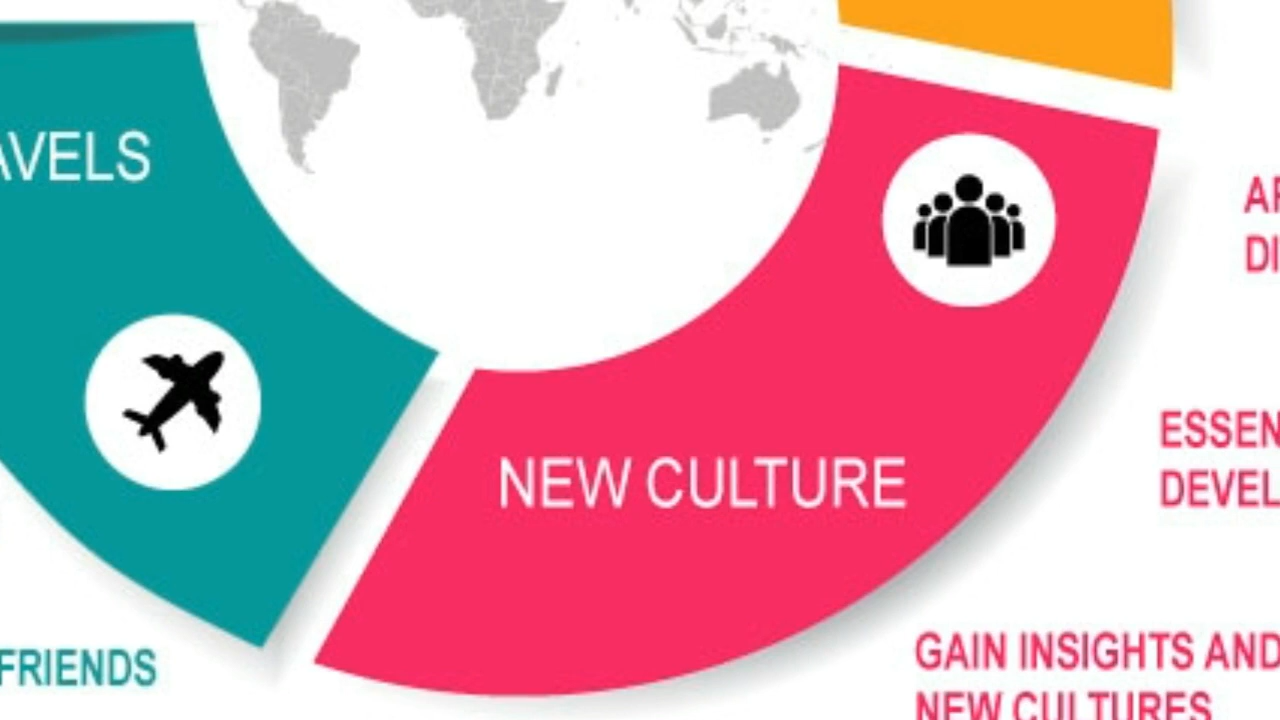 AVELS
NEW CULTURE
FRIENDS
ESSEN
DEVEL
GAIN INSIGHTS AND
NEW CULTURES